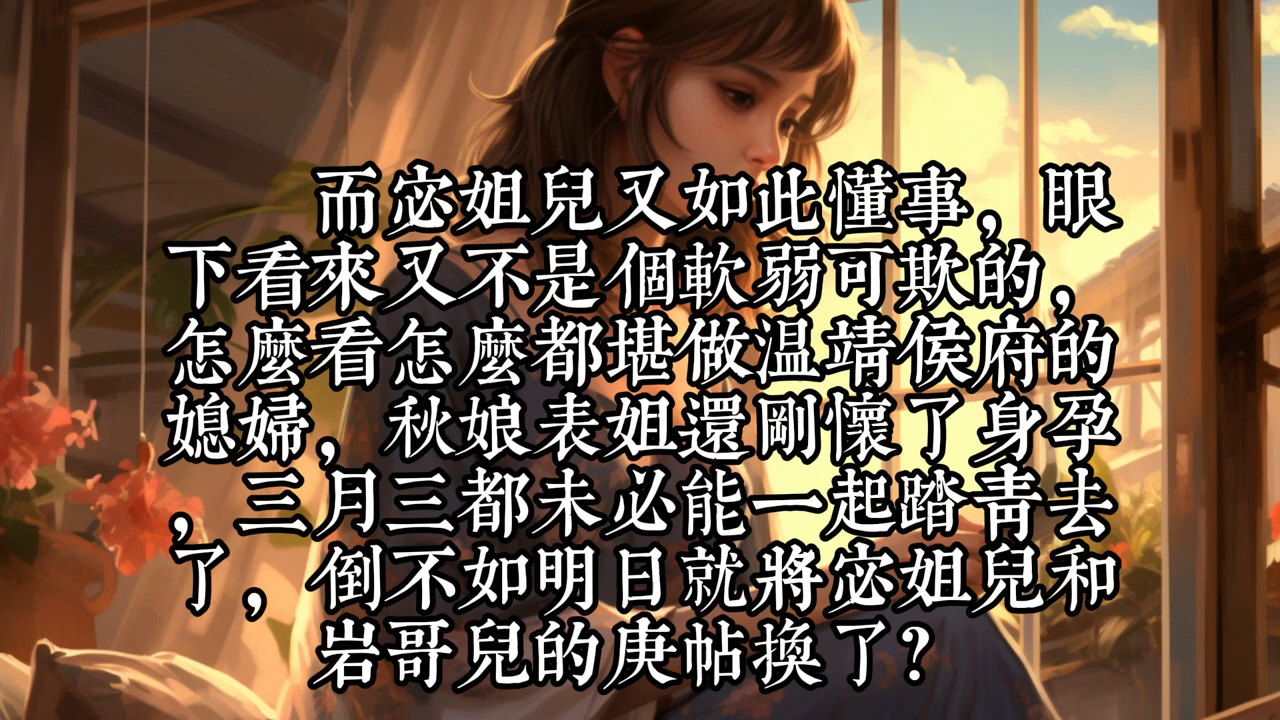 而宓姐兒又如此懂事，眼
下看來又不是個軟弱可欺的，
怎麼看怎麼都堪做温靖侯府的
媳婦，秋娘表姐還剛懷了身孕
，三月三都未必能一起踏青去
了，倒不如明日就將宓姐兒和
岩哥兒的庚帖換了？